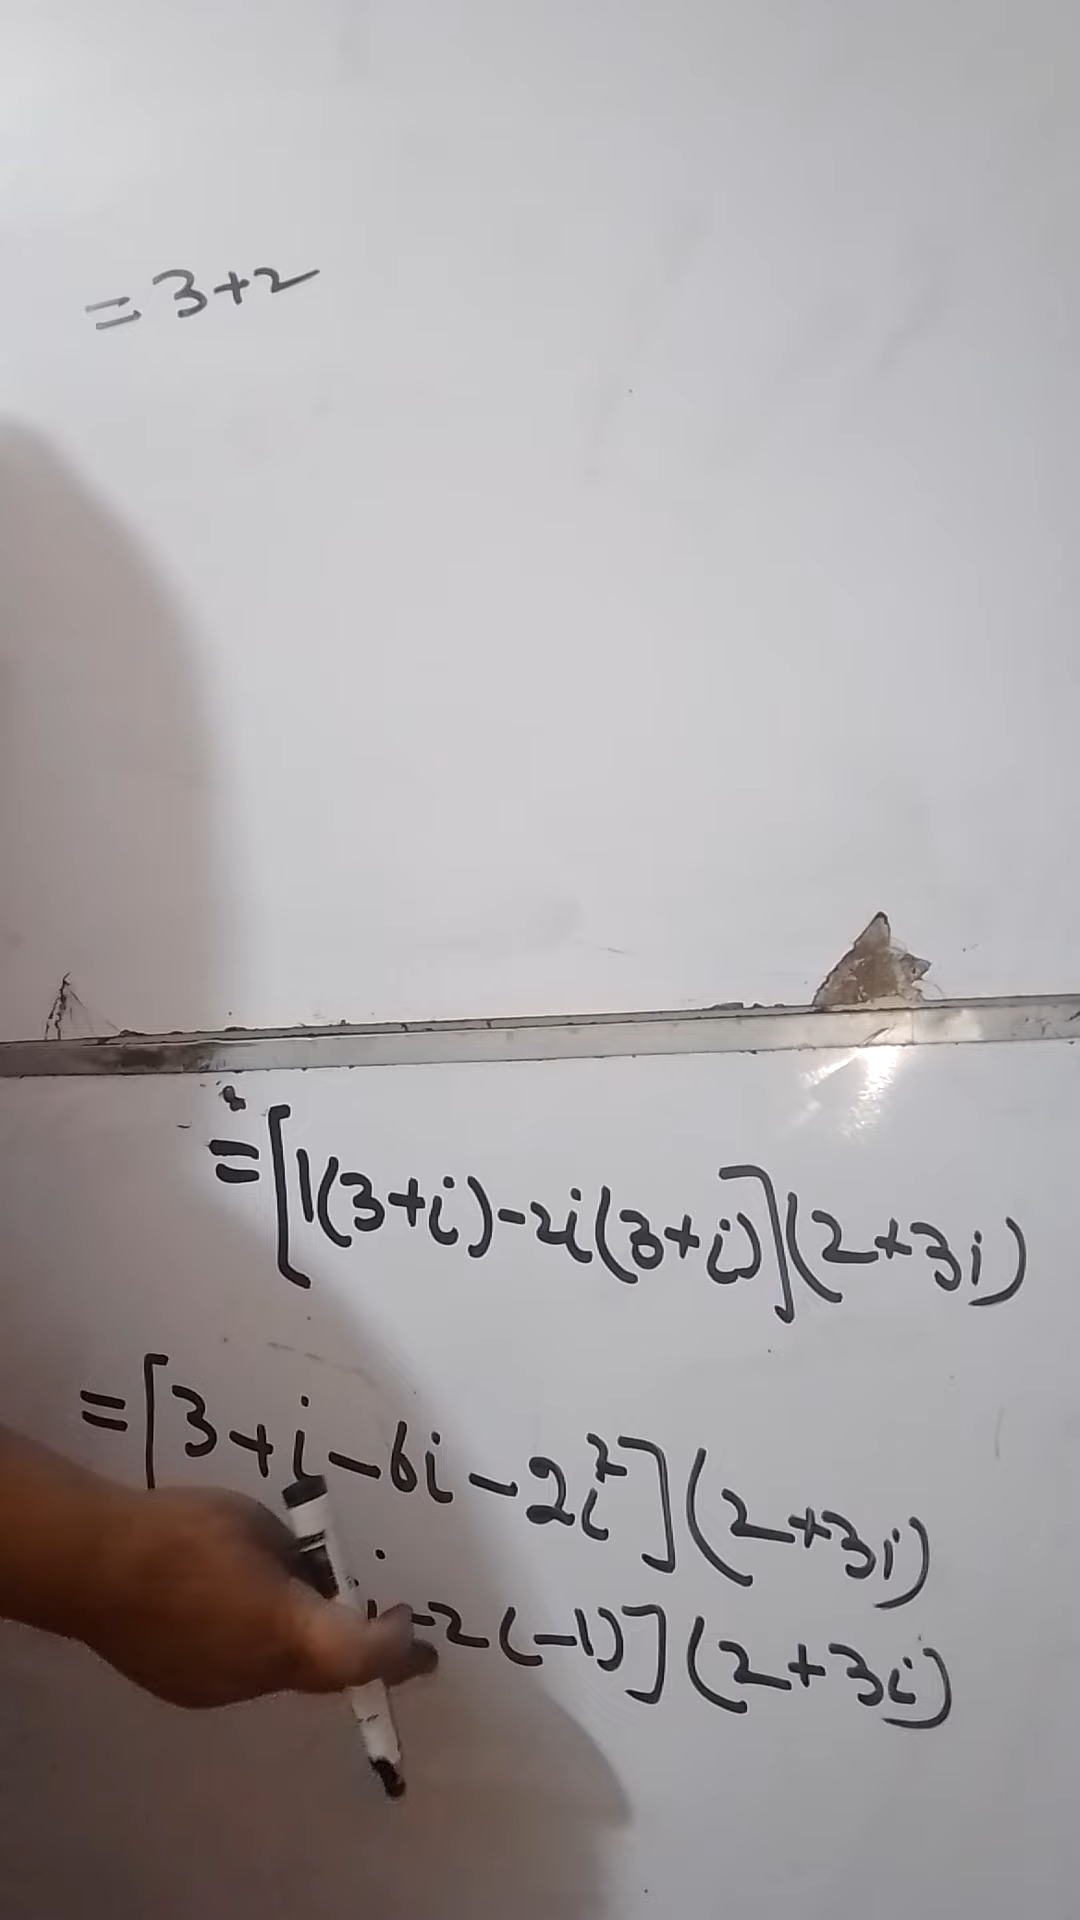 = 3+2
= [1(3+i)-2i(3+i)](2+3i)
= [3+i-6i-2i²](2+3i)
i-2(-1)](2+3i)